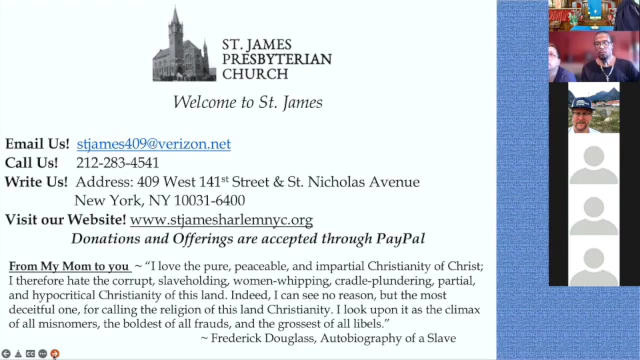 ST. JAMES
PRESBYTERIAN
CHURCH
Welcome to St. James
Email Us! stjames409@verizon.net
Call Us! 212-283-4541
Write Us! Address: 409 West 141st Street & St. Nicholas Avenue
New York, NY 10031-6400
Visit our Website! www.stjamesharlemnyc.org
Donations and Offerings are accepted through PayPal
From My Mom to you ~ “I love the pure, peaceable, and impartial Christianity of Christ;
I therefore hate the corrupt, slaveholding, women-whipping, cradle-plundering, partial,
and hypocritical Christianity of this land. Indeed, I can see no reason, but the most
deceitful one, for calling the religion of this land Christianity. I look upon it as the climax
of all misnomers, the boldest of all frauds, and the grossest of all libels.”
~ Frederick Douglass, Autobiography of a Slave